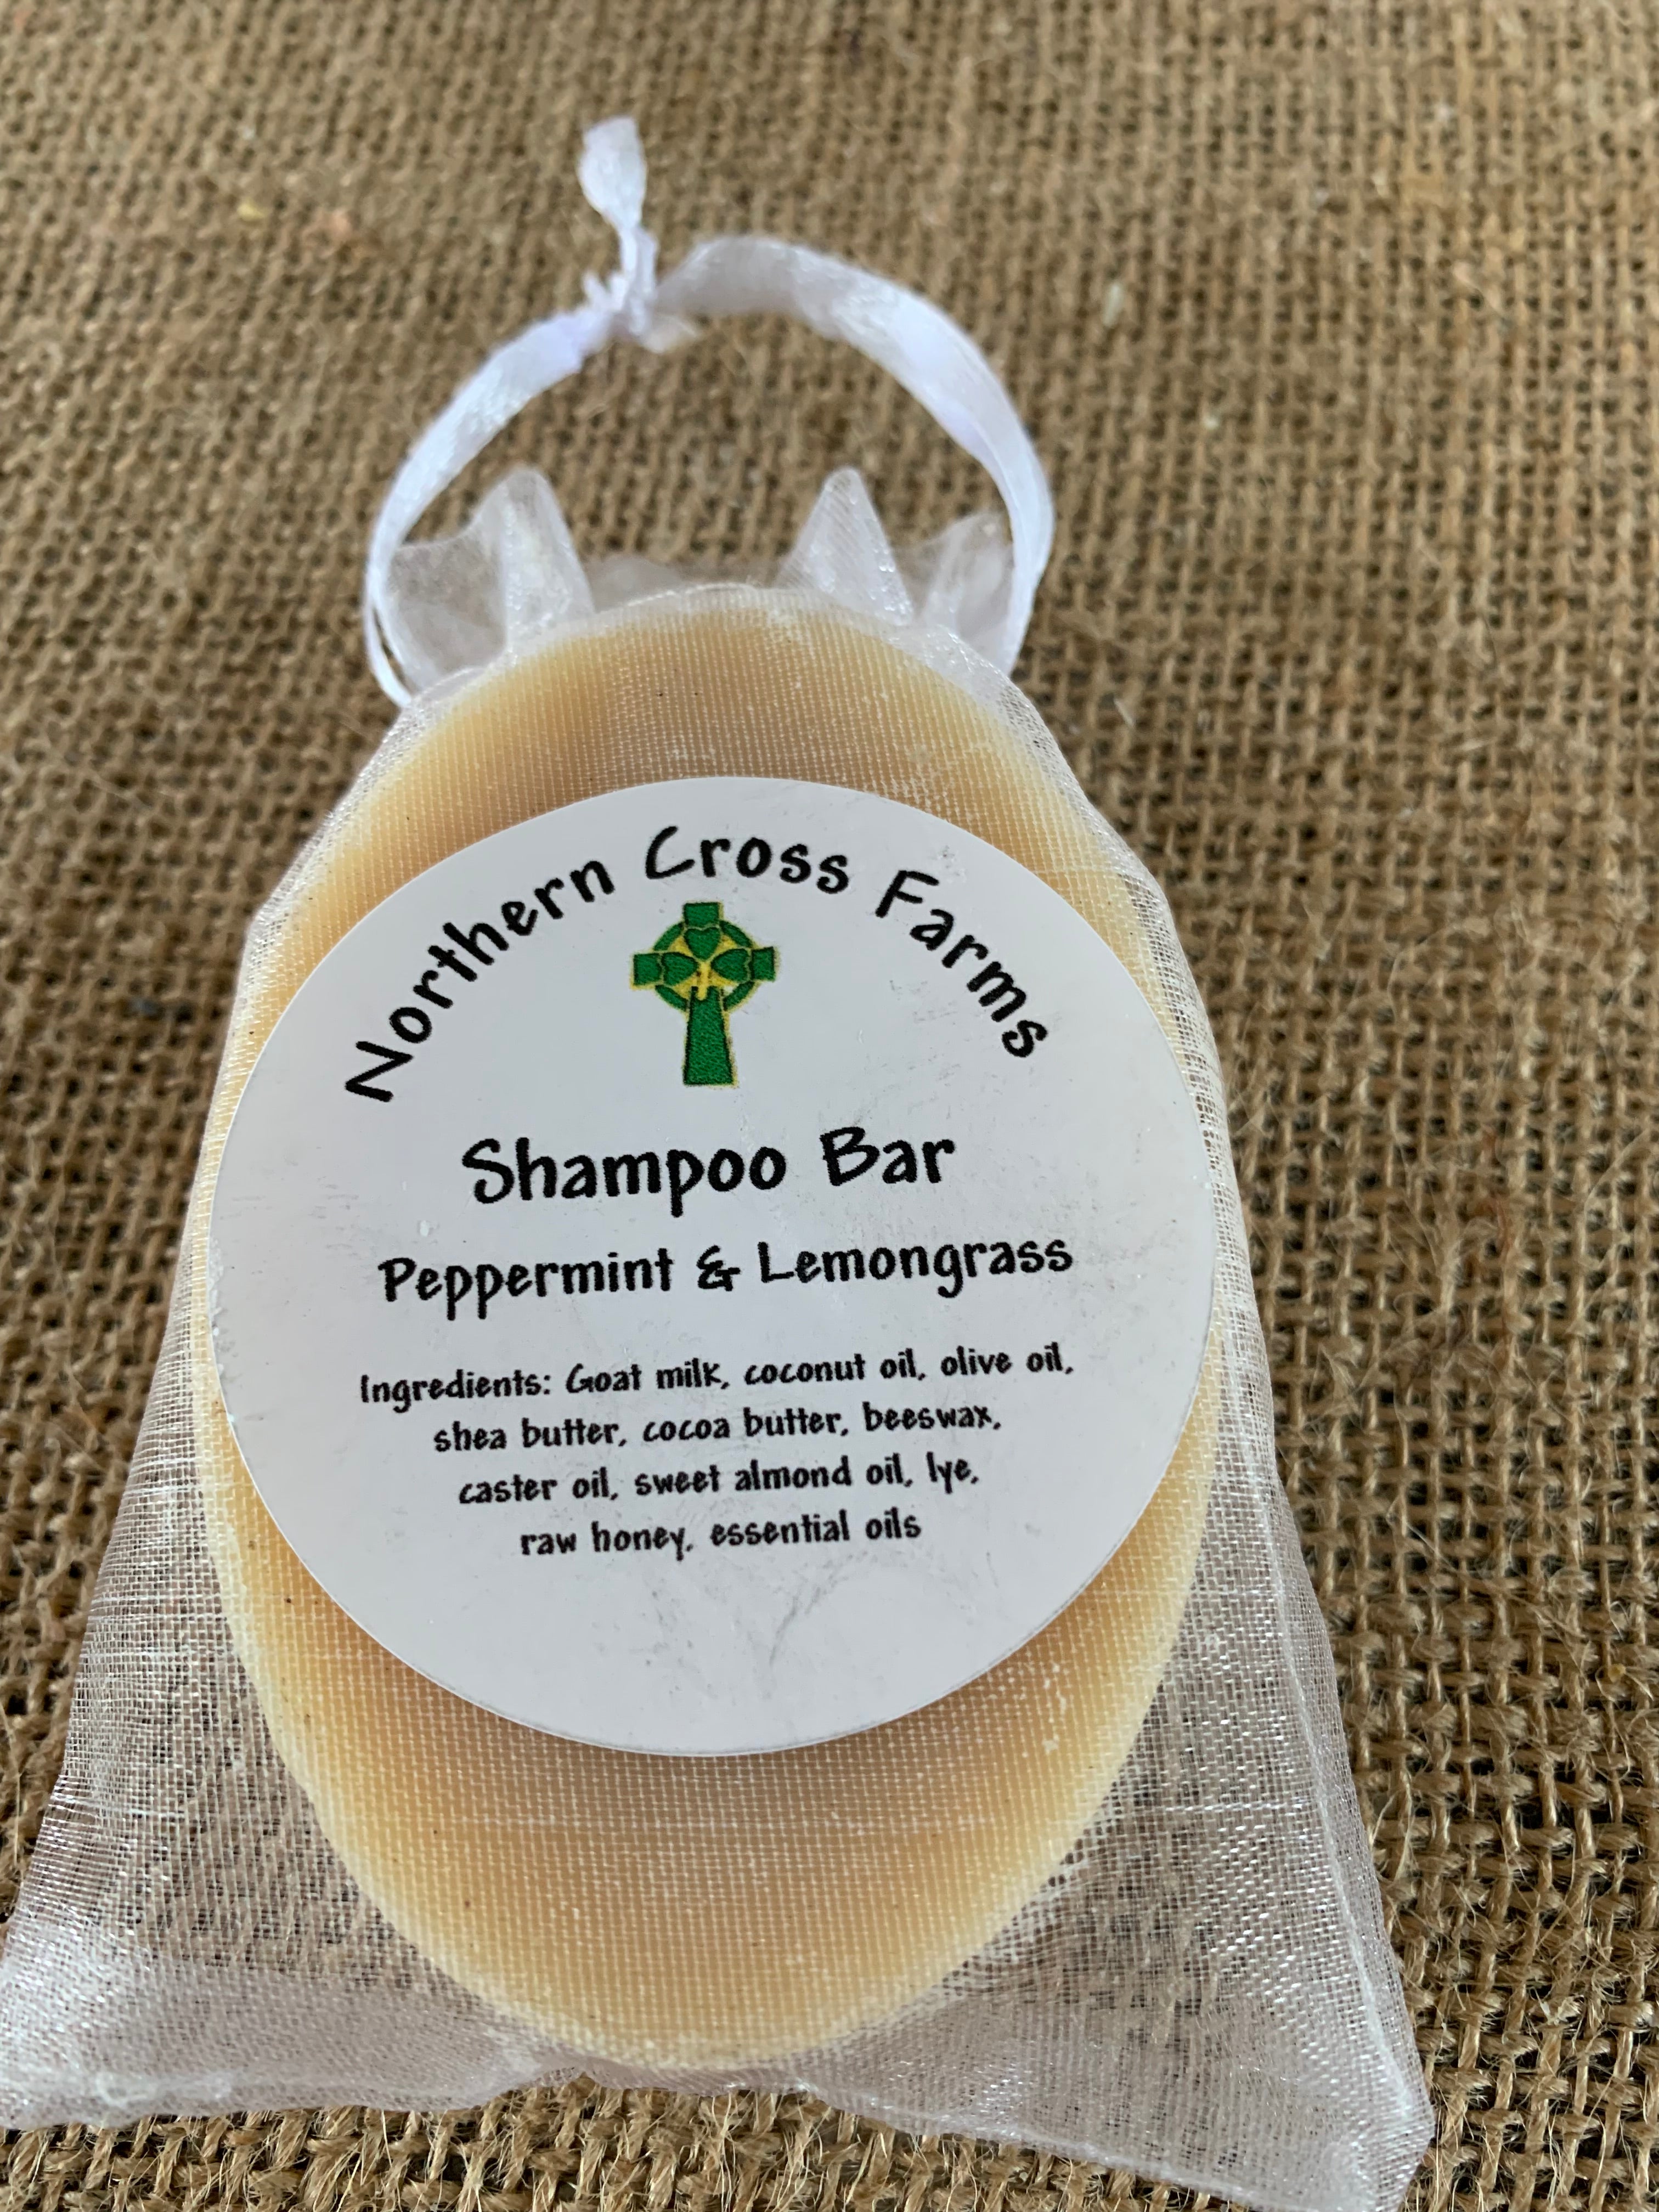 Northern Cross Farms
Shampoo Bar
Peppermint & Lemongrass
Ingredients: Goat milk, coconut oil, olive oil,
shea butter, cocoa butter, beeswax,
caster oil, sweet almond oil, lye,
raw honey, essential oils